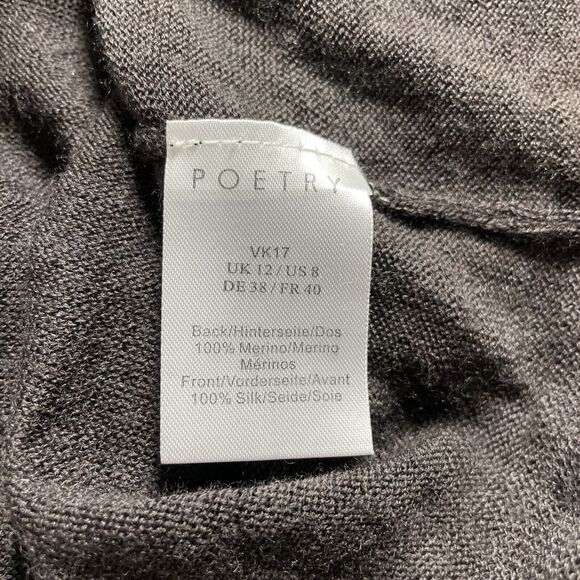 POETRY
VK17
UK 12 / US 8
DE 38 / FR 40
Back/Hinterseite/Dos
100% Merino/Merino
Mérinos
Front/Vorderseite/Avant
100% Silk/Seide/Soie